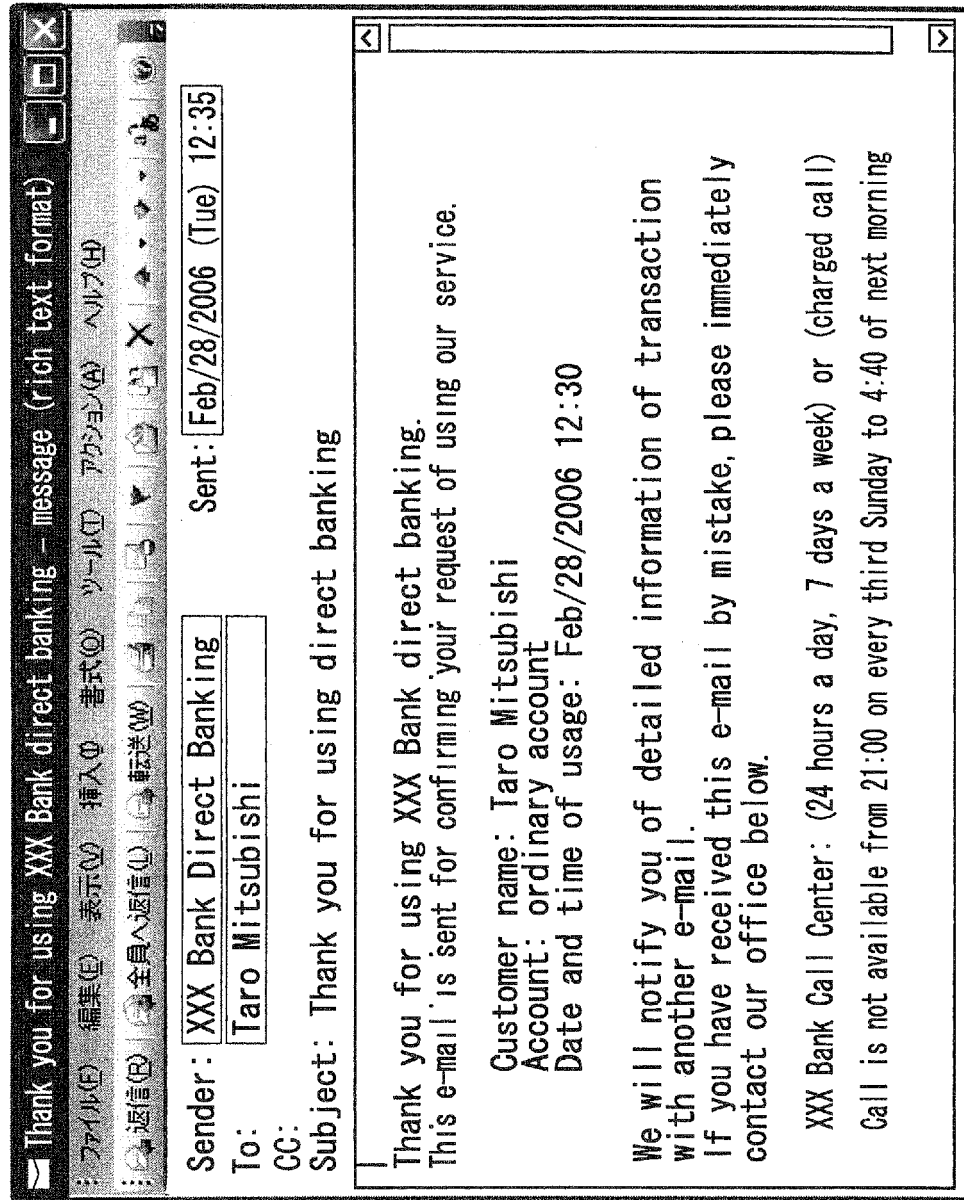 Thank you for using XXX Bank direct banking - message (rich text format)
ファイル(F) 編集(E) 表示(V) 挿入(I) 書式(O) ツール(T) アクション(A) ヘルプ(H)
返信(R) 全員へ返信(L) 転送(W)
Sender: XXX Bank Direct Banking Sent: Feb/28/2006 (Tue) 12:35
To: Taro Mitsubishi
CC:
Subject: Thank you for using direct banking
Thank you for using XXX Bank direct banking.
This e-mail is sent for confirming your request of using our service.
Customer name: Taro Mitsubishi
Account: ordinary account
Date and time of usage: Feb/28/2006 12:30
We will notify you of detailed information of transaction
with another e-mail.
If you have received this e-mail by mistake, please immediately
contact our office below.
XXX Bank Call Center: (24 hours a day, 7 days a week) or (charged call)
Call is not available from 21:00 on every third Sunday to 4:40 of next morning